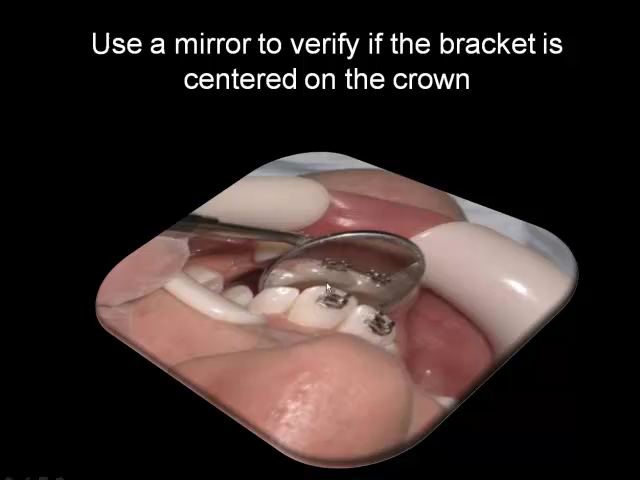 Use a mirror to verify if the bracket is
centered on the crown